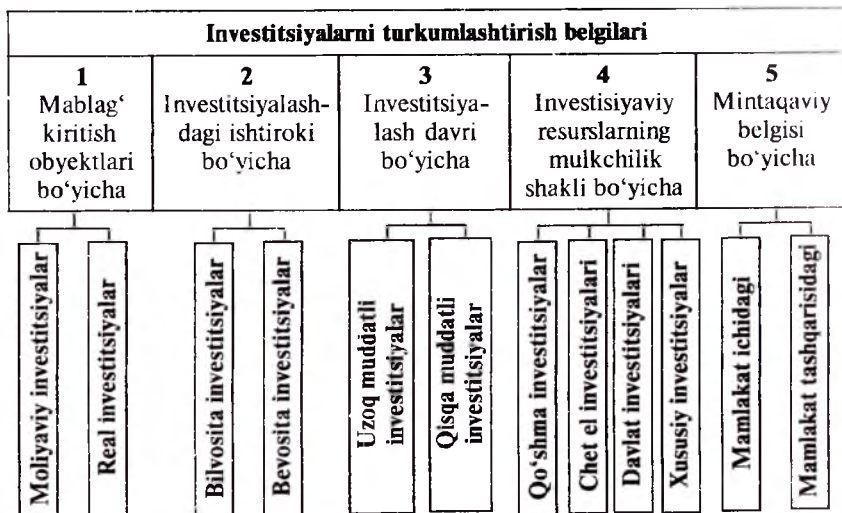 Investitsiyalarni turkumlashtirish belgilari
1
Mablag‘
kiritish
obyektlari
bo‘yicha
2
Investitsiyalash-
dagi ishtiroki
bo‘yicha
3
Investitsiya-
lash davri
bo‘yicha
4
Investisiyaviy
resurslarning
mulkchilik
shakli bo‘yicha
5
Mintaqaviy
belgisi
bo‘yicha
Moliyaviy investitsiyalar
Real investitsiyalar
Bilvosita investitsiyalar
Bevosita investitsiyalar
Uzoq muddatli
investitsiyalar
Qisqa muddatli
investitsiyalar
Qo‘shma investitsiyalar
Chet el investitsiyalari
Davlat investitsiyalari
Xususiy investitsiyalar
Mamlakat ichidagi
Mamlakat tashqarisidagi